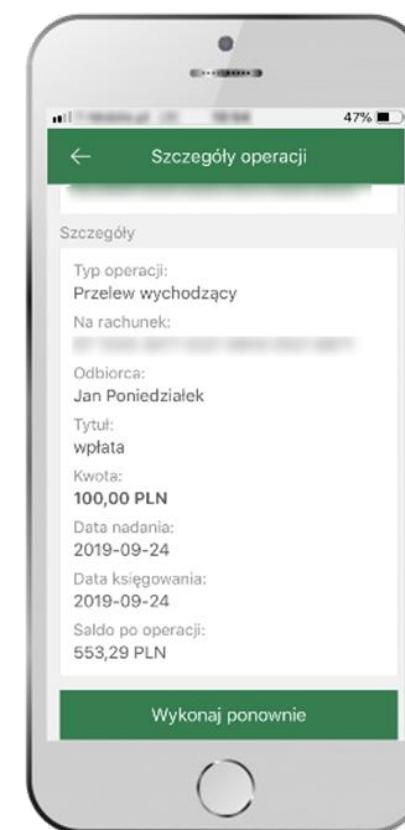 47%
Szczegóły operacji
Szczegóły
Typ operacji:
Przelew wychodzący
Na rachunek:
Odbiorca:
Jan Poniedziałek
Tytuł:
wpłata
Kwota:
100,00 PLN
Data nadania:
2019-09-24
Data księgowania:
2019-09-24
Saldo po operacji:
553,29 PLN
Wykonaj ponownie